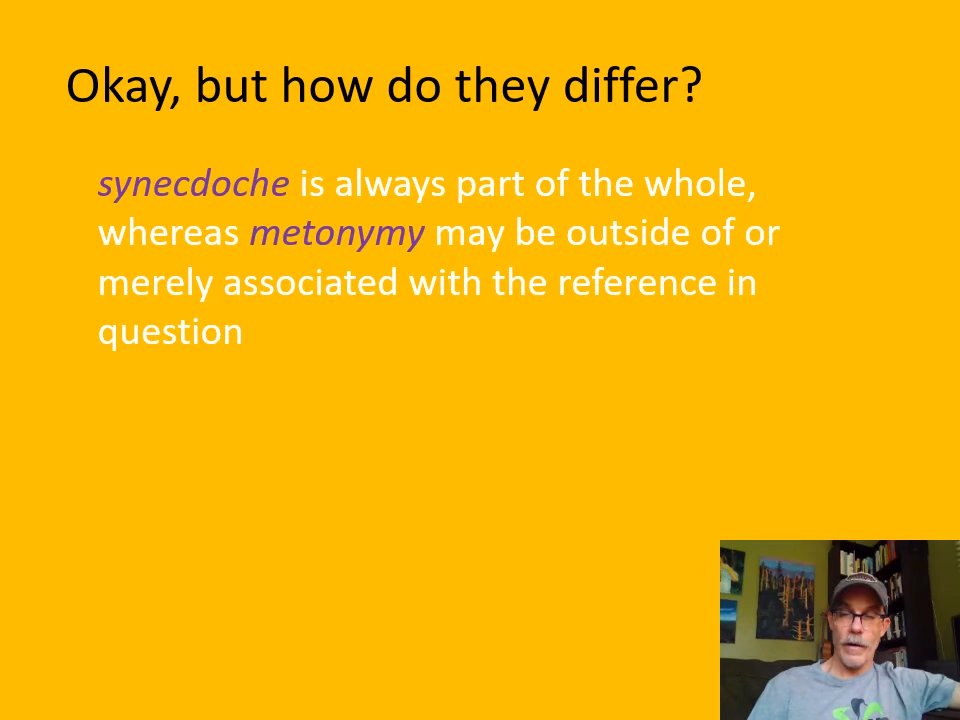 Okay, but how do they differ?
synecdoche is always part of the whole,
whereas metonymy may be outside of or
merely associated with the reference in
question